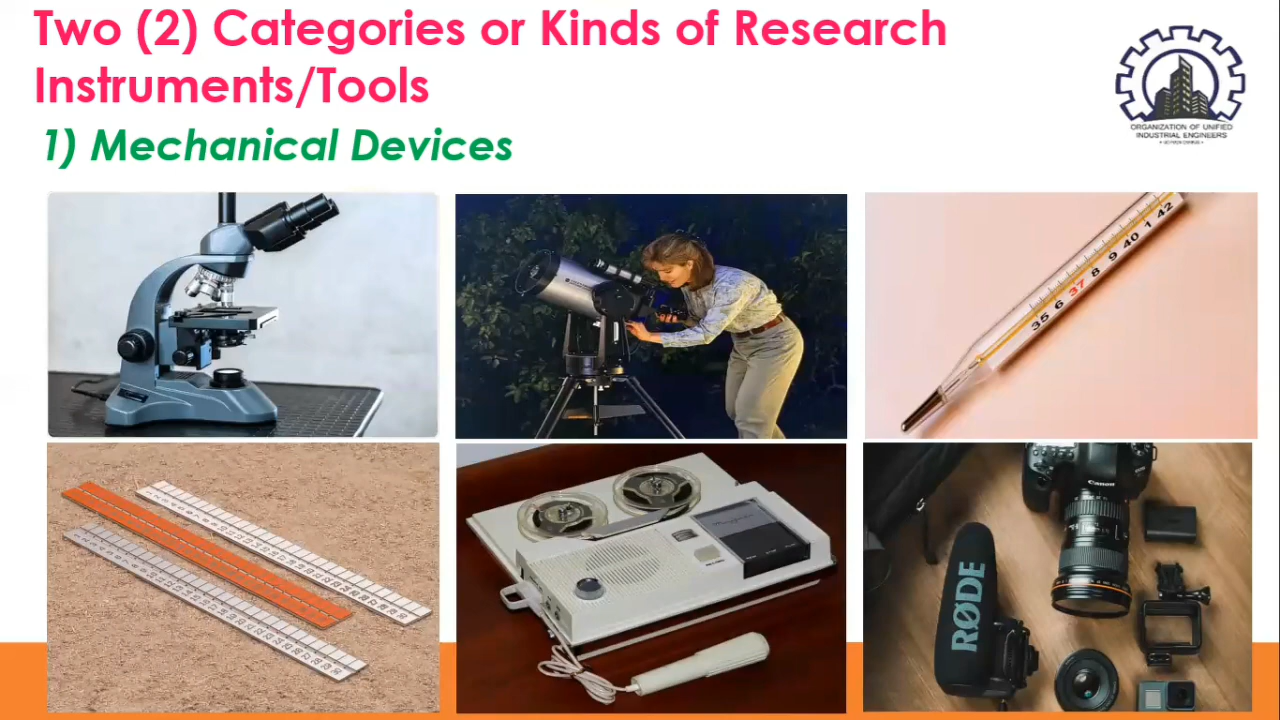 Two (2) Categories or Kinds of Research
Instruments/Tools
1) Mechanical Devices
ORGANIZATION OF UNIFIED
INDUSTRIAL ENGINEERS
35 6 37 8 9 40 1 42
Canon
RØDE